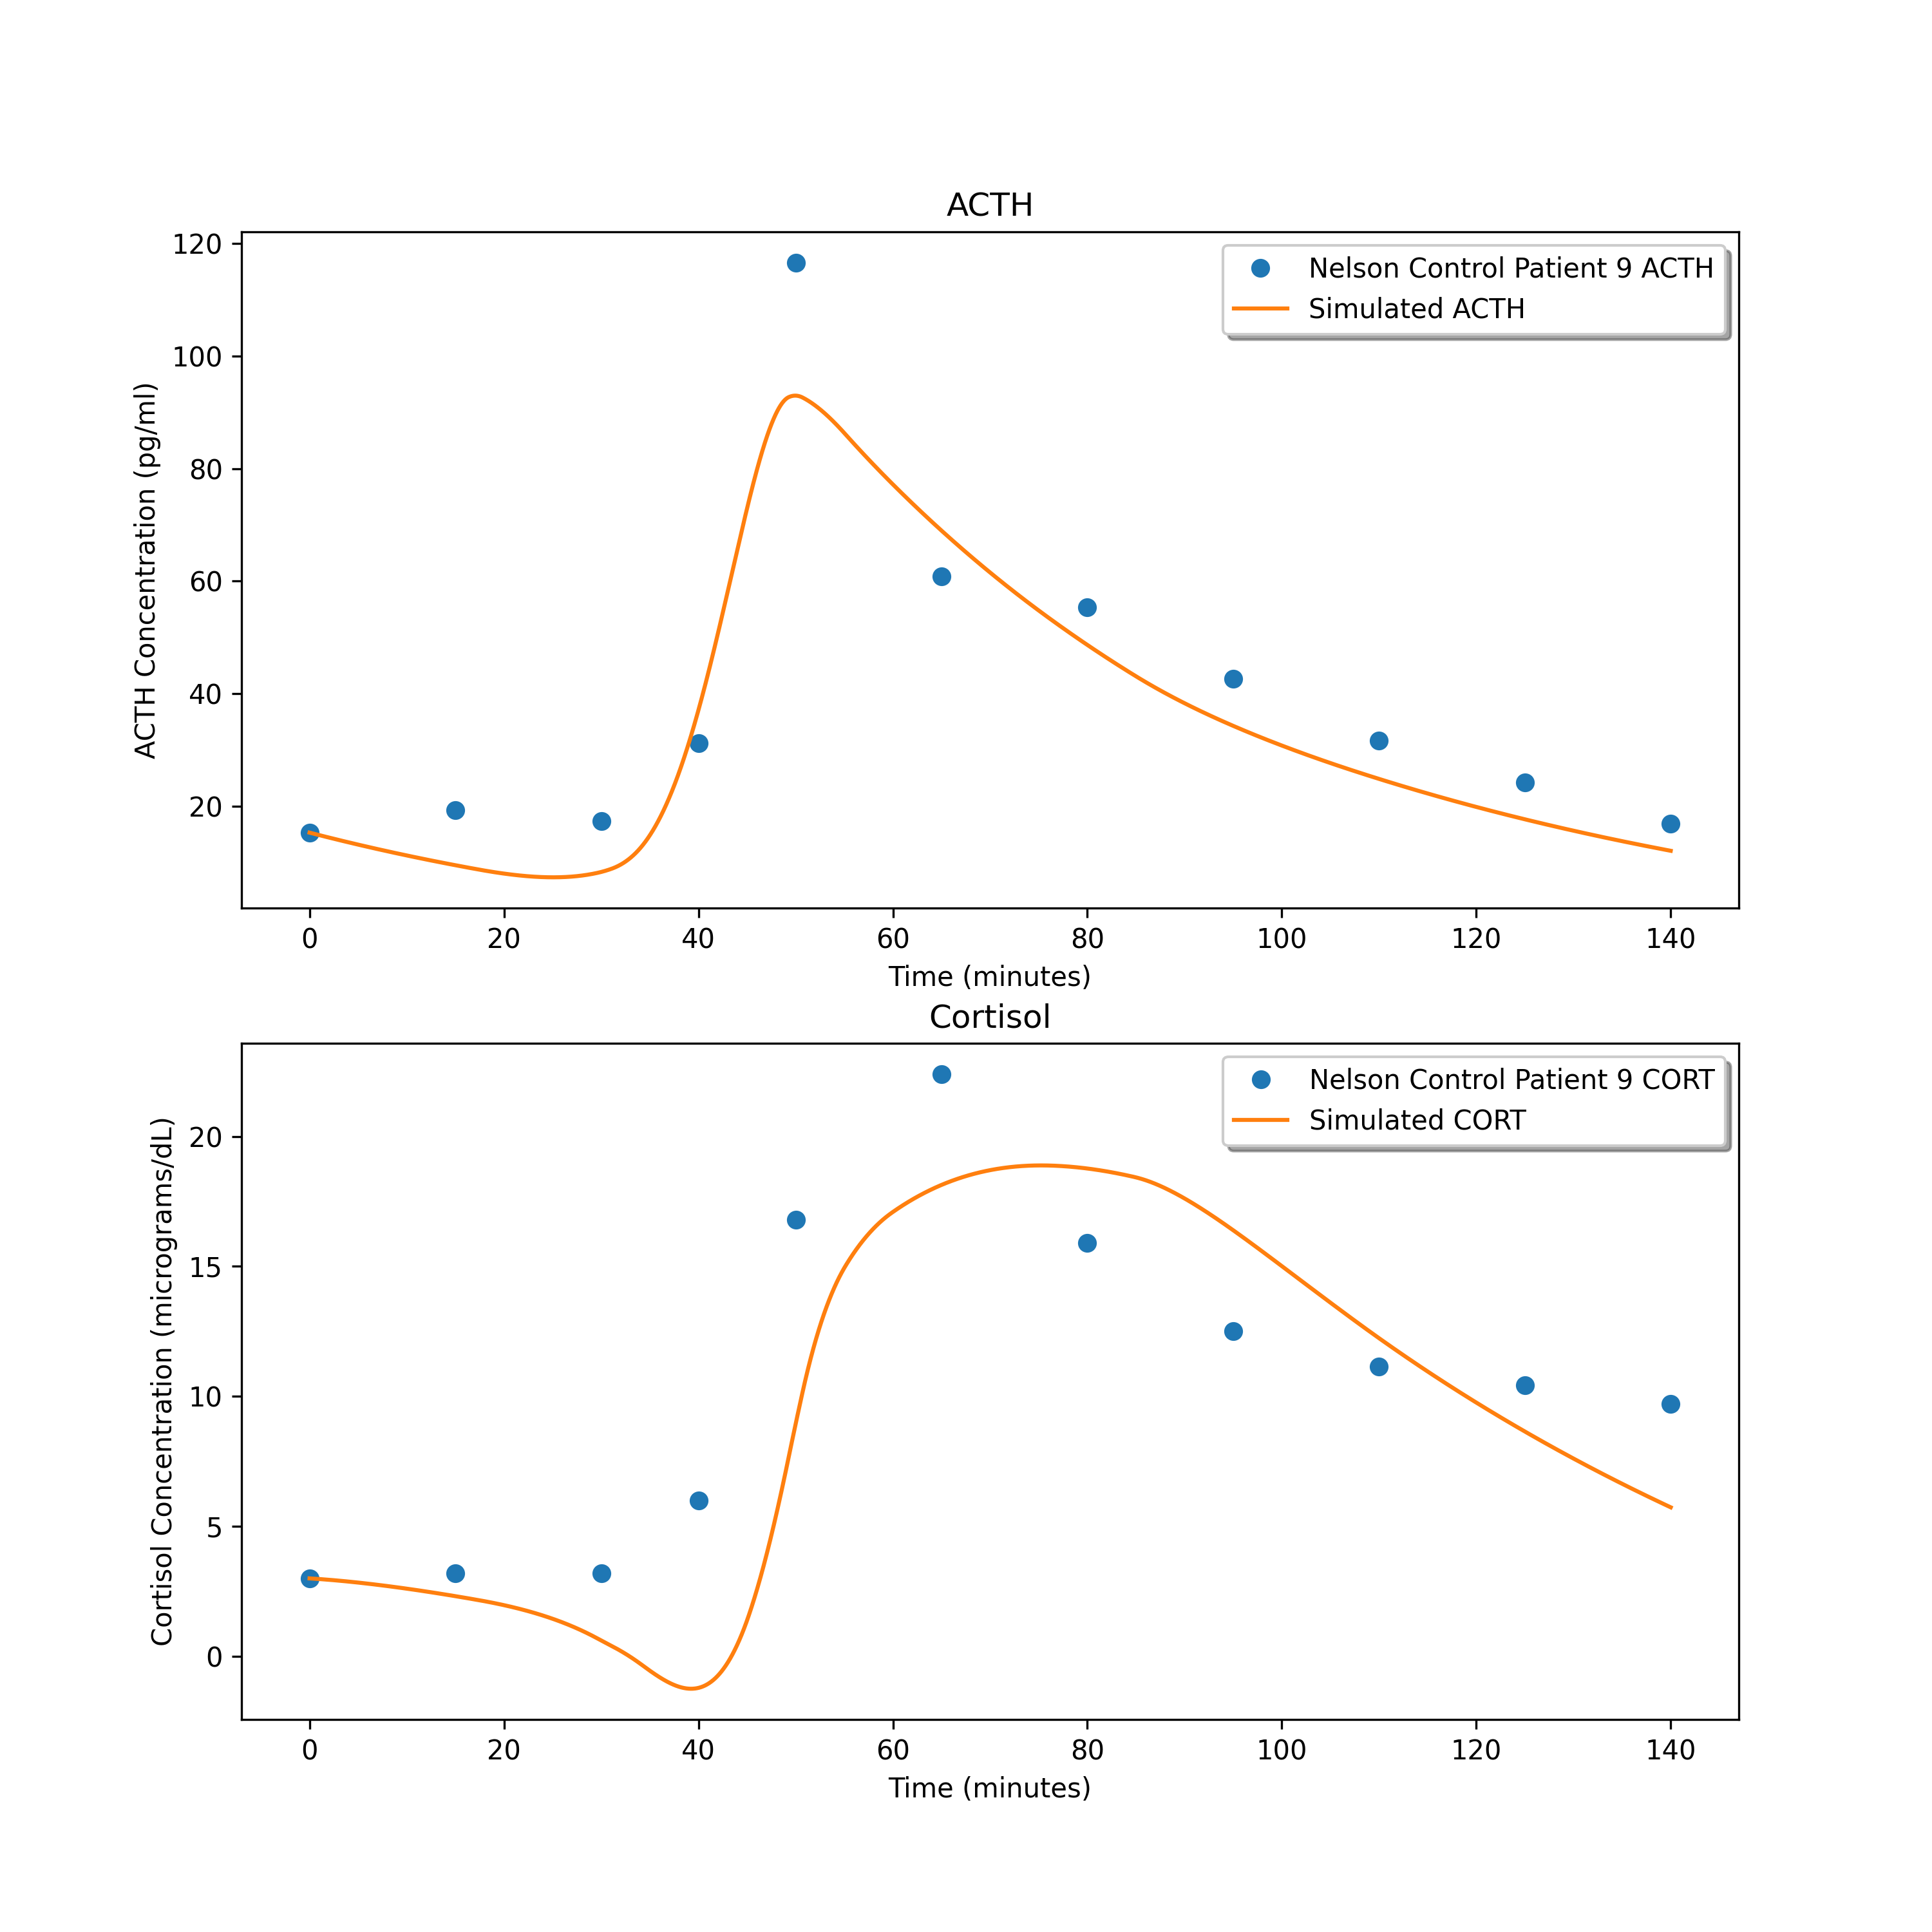 ACTH
120
100
80
60
40
20
ACTH Concentration (pg/ml)
Nelson Control Patient 9 ACTH
Simulated ACTH
0 20 40 60 80 100 120 140
Time (minutes)
Cortisol
20
15
10
5
0
Cortisol Concentration (micrograms/dL)
Nelson Control Patient 9 CORT
Simulated CORT
0 20 40 60 80 100 120 140
Time (minutes)